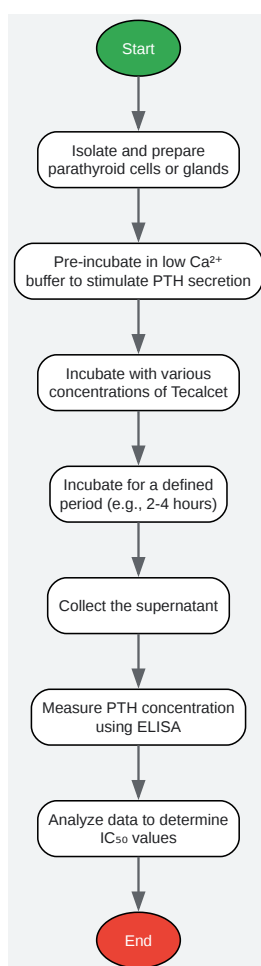 Start
Isolate and prepare
parathyroid cells or glands
Pre-incubate in low Ca²⁺
buffer to stimulate PTH secretion
Incubate with various
concentrations of Tecalcet
Incubate for a defined
period (e.g., 2-4 hours)
Collect the supernatant
Measure PTH concentration
using ELISA
Analyze data to determine
IC₅₀ values
End